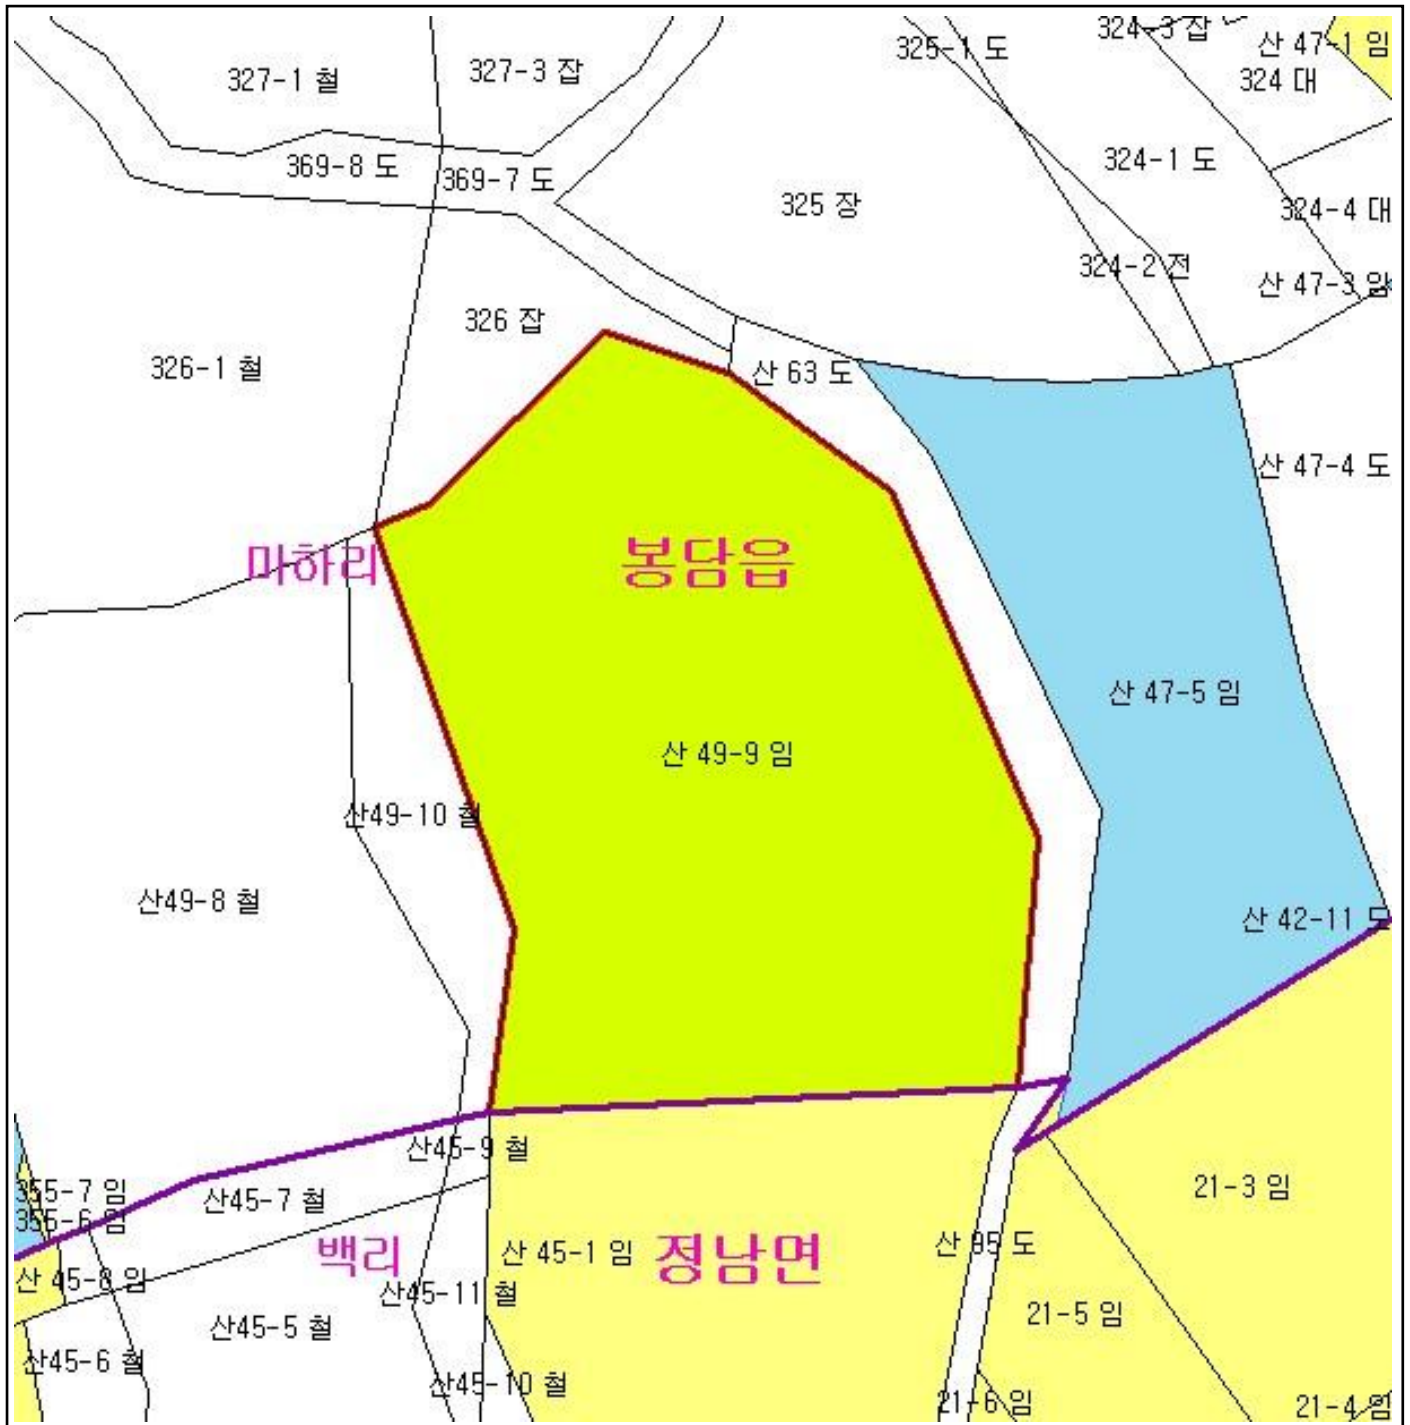 324-3 잡
325-1 도
산 47-1 임
327-1 철
327-3 잡
324 대
369-8 도
369-7 도
324-1 도
325 장
324-4 대
324-2 전
산 47-3 임
326 잡
326-1 철
산 63 도
산 47-4 도
마하리
봉담읍
산 47-5 임
산 49-9 임
산49-10 철
산49-8 철
산 42-11 도
산45-9 철
355-7 임
산45-7 철
21-3 임
355-6 임
백리
산 45-1 임
정남면
산 95 도
산 45-8 임
산45-11 철
산45-5 철
21-5 임
산45-6 철
산45-10 철
21-6 임
21-4 임